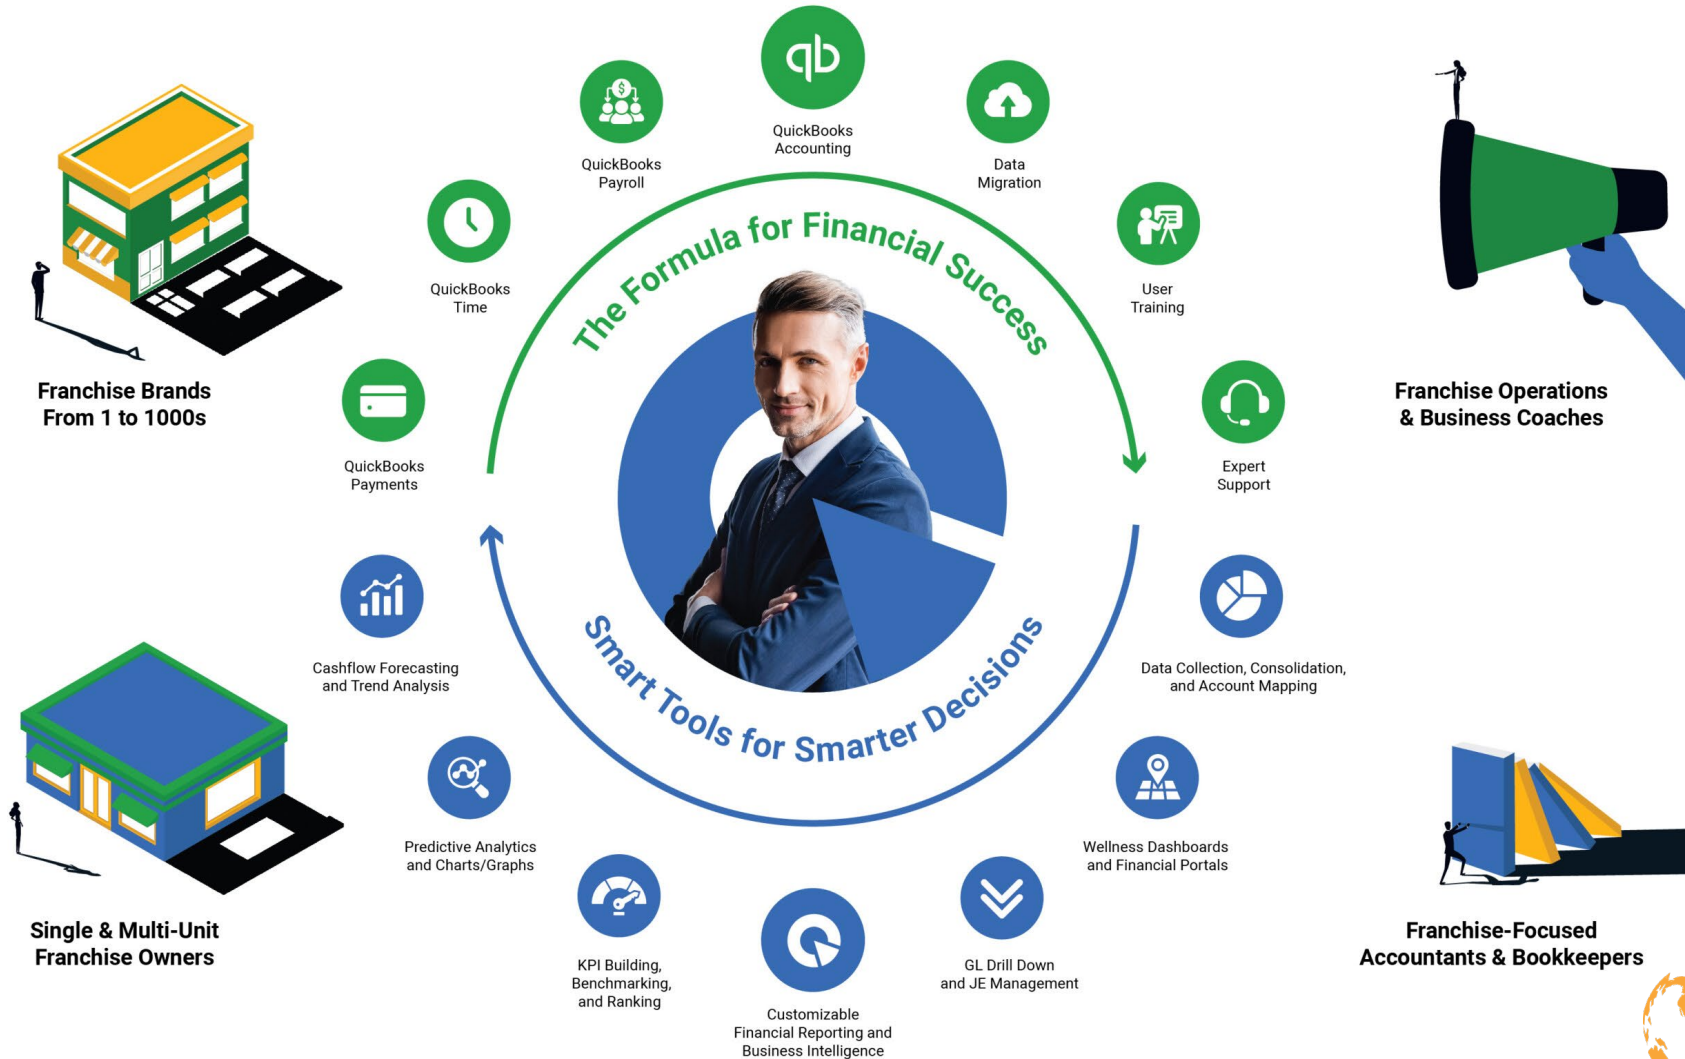 qb
QuickBooks
Accounting
QuickBooks
Payroll
Data
Migration
QuickBooks
Time
User
Training
QuickBooks
Payments
Expert
Support
The Formula for Financial Success
$
Franchise Brands
From 1 to 1000s
Franchise Operations
& Business Coaches
Smart Tools for Smarter Decisions
Cashflow Forecasting
and Trend Analysis
Data Collection, Consolidation,
and Account Mapping
Predictive Analytics
and Charts/Graphs
Wellness Dashboards
and Financial Portals
KPI Building,
Benchmarking,
and Ranking
Customizable
Financial Reporting and
Business Intelligence
GL Drill Down
and JE Management
Single & Multi-Unit
Franchise Owners
Franchise-Focused
Accountants & Bookkeepers